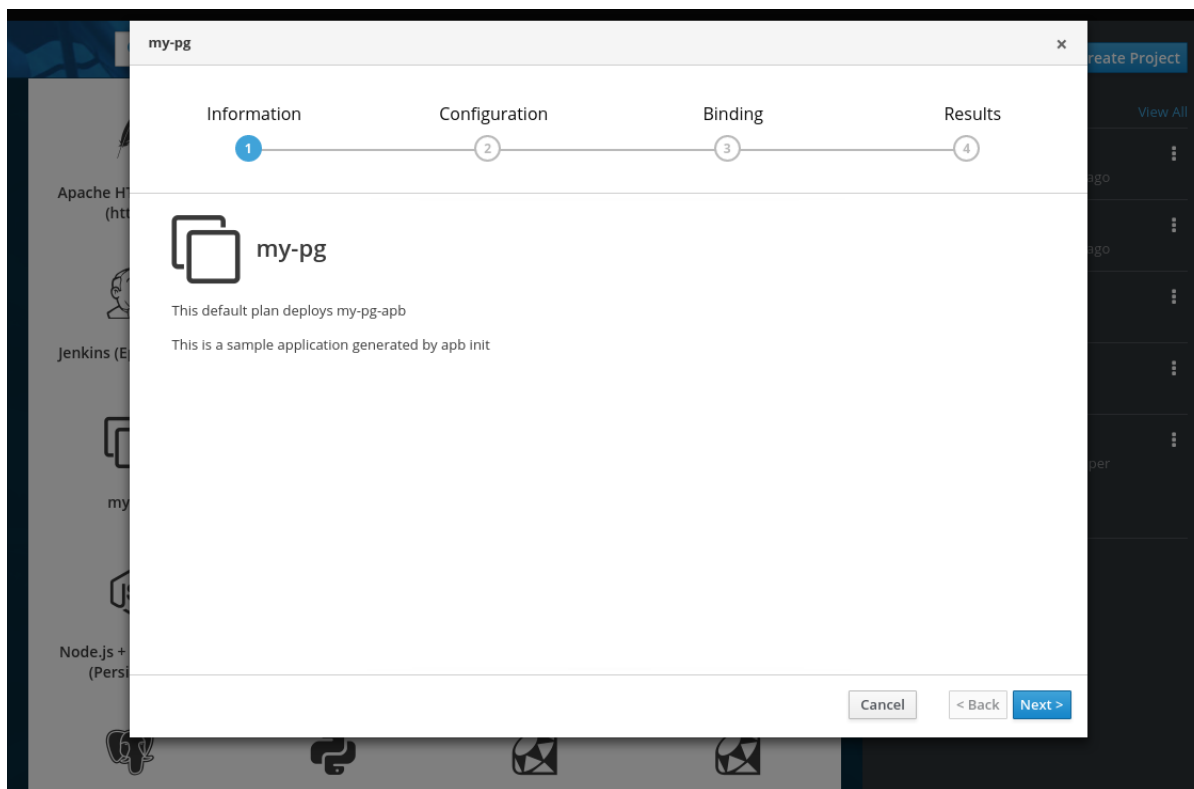 my-pg
×
Create Project
Information
Configuration
Binding
Results
1
2
3
4
View All
ago
Apache
(htt
my-pg
ago
This default plan deploys my-pg-apb
This is a sample application generated by apb init
Jenkins
per
my
Node.js +
(Persi
Cancel
< Back
Next >